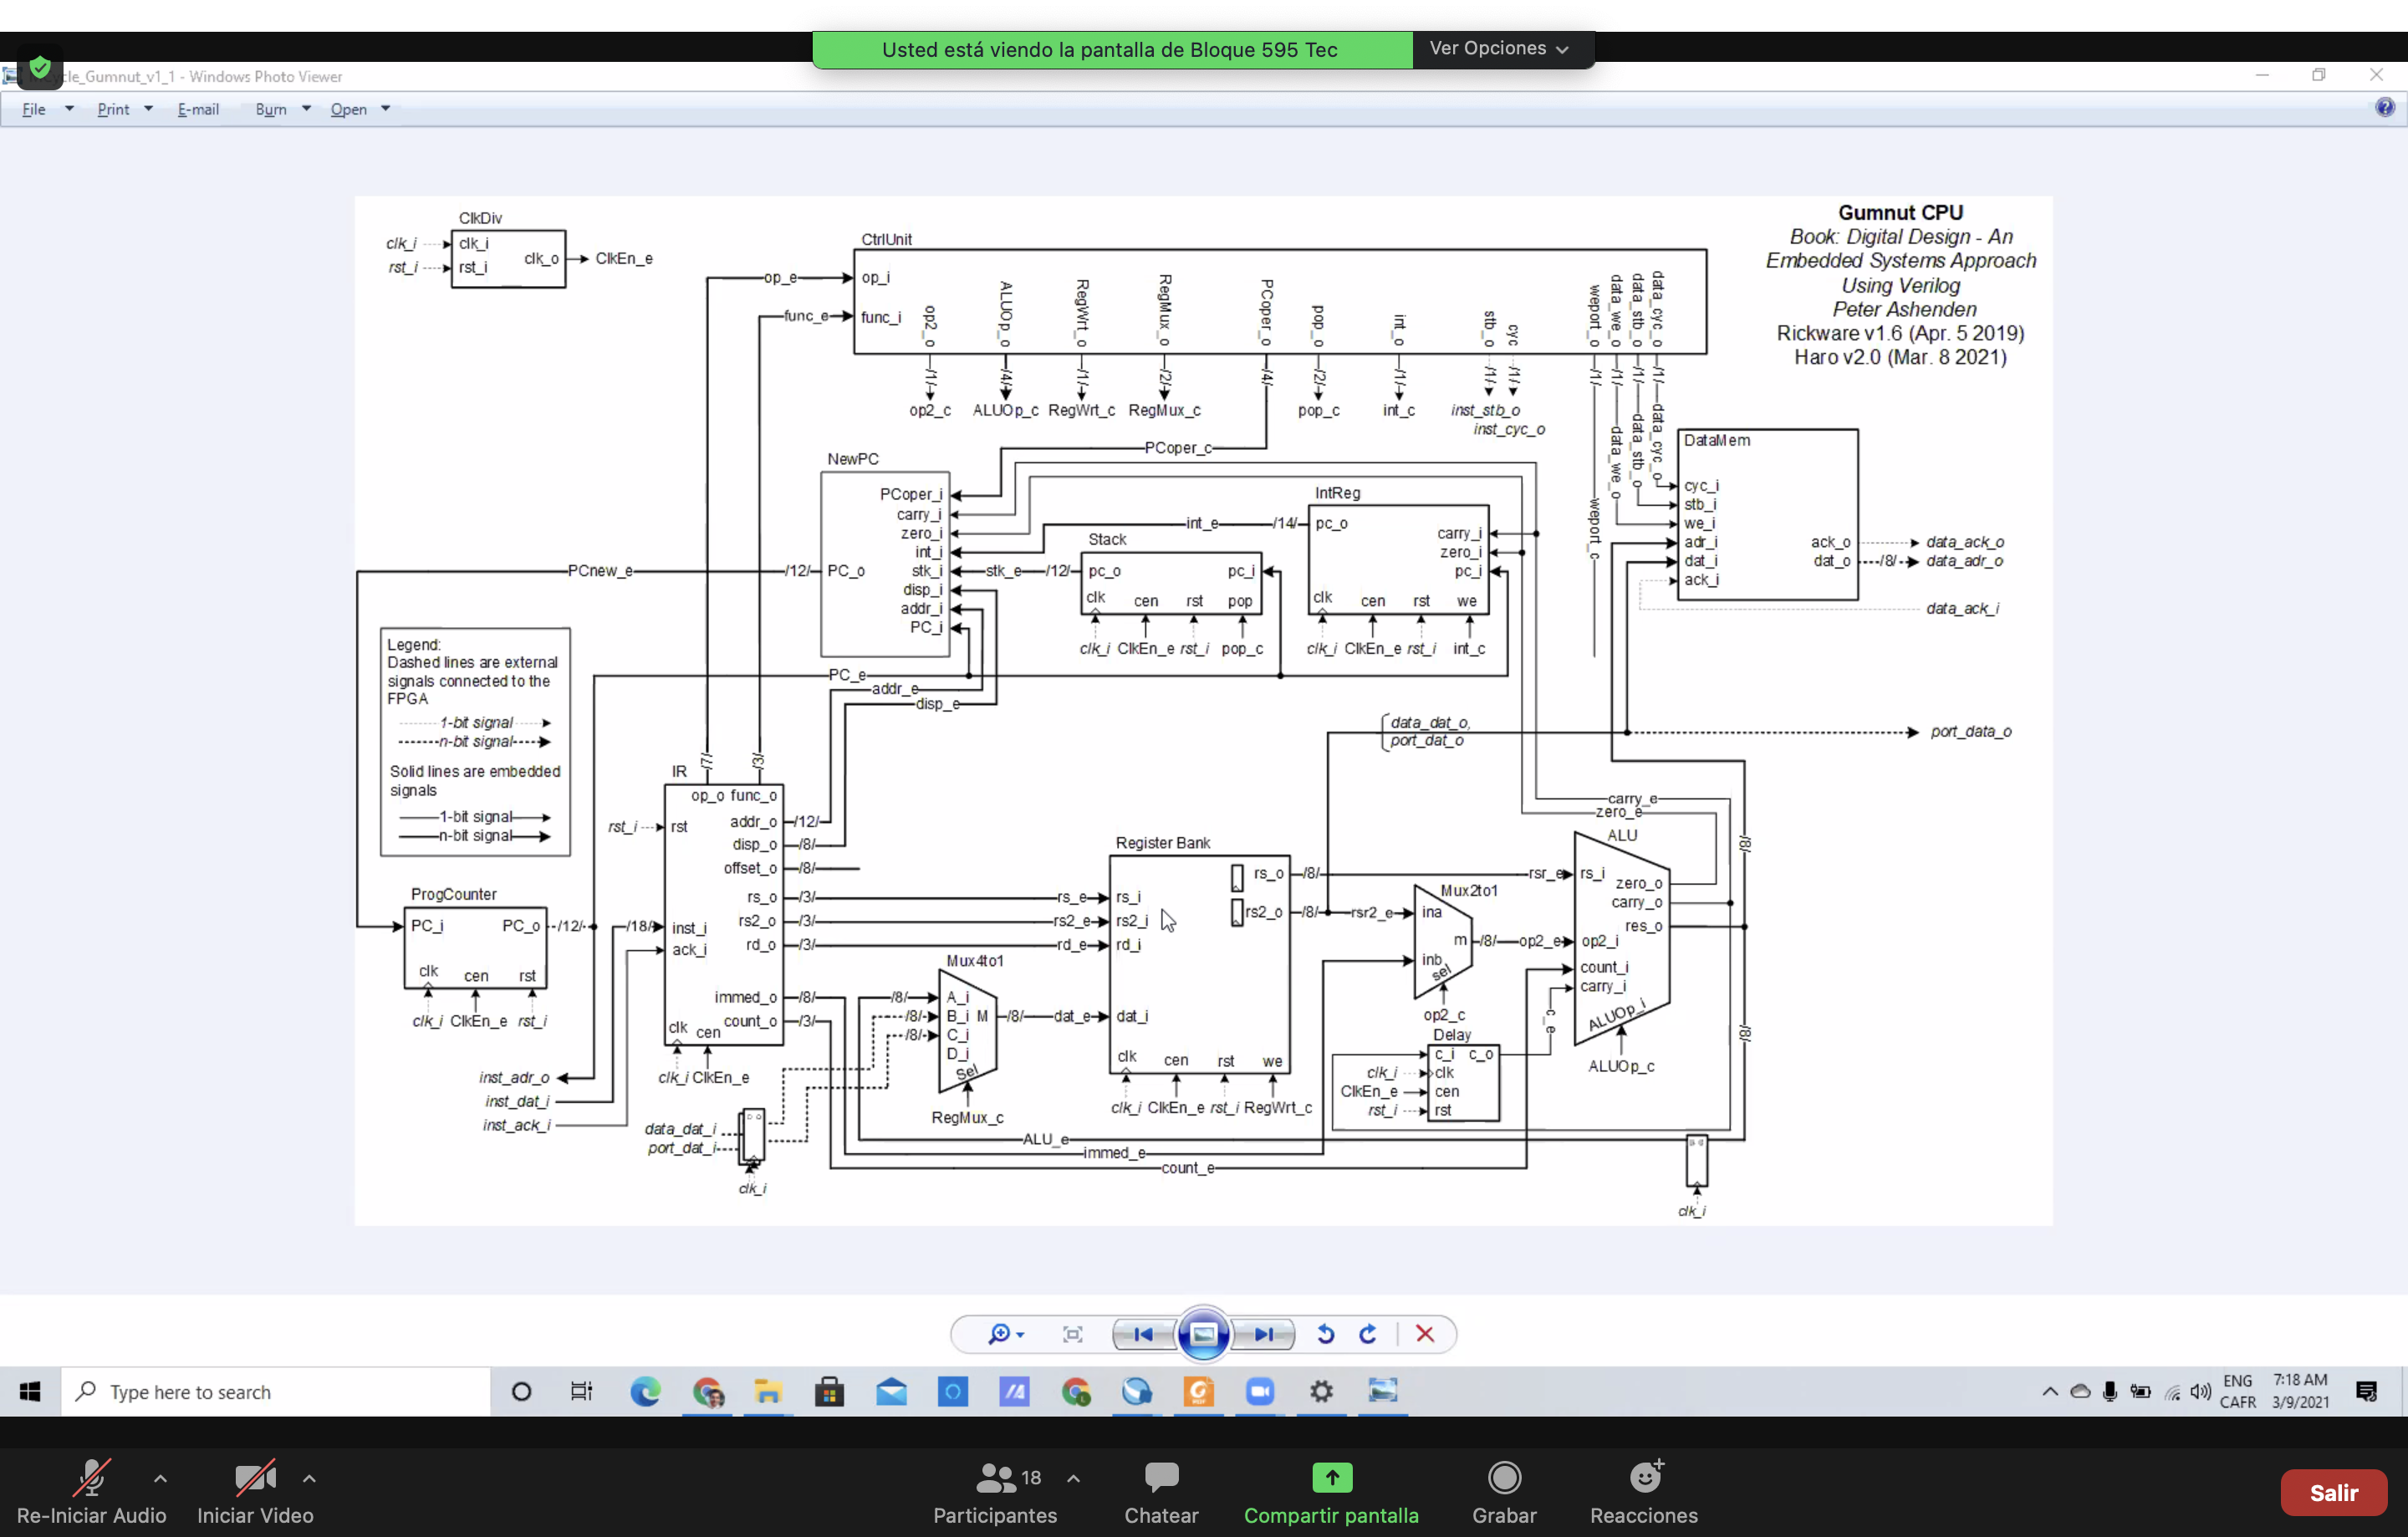 Usted está viendo la pantalla de Bloque 595 Tec
Ver Opciones
cle_Gumnut_v1_1 - Windows Photo Viewer
File Print E-mail Burn Open
Gumnut CPU
Book: Digital Design - An
Embedded Systems Approach
Using Verilog
Peter Ashenden
Rickware v1.6 (Apr. 5 2019)
Haro v2.0 (Mar. 8 2021)
ClkDiv
clk_i clk_i
rst_i rst_i
clk_o ClkEn_e
CtrlUnit
op_e op_i
func_e func_i
op2_o ALUOp_o RegWrt_o RegMux_o PCoper_o pop_o int_o stb_o cyc weport_o data_we_o data_stb_o data_cyc_o
/1/ /4/ /1/ /2/ /4/ /2/ /1/ /1/ /1/ /1/ /1/ /1/ /1/
op2_c ALUOp_c RegWrt_c RegMux_c pop_c int_c inst_stb_o
inst_cyc_o
weport_c data_we_o data_stb_o data_cyc_o
PCoper_c
NewPC
PCoper_i
carry_i
zero_i
int_i
stk_i
disp_i
addr_i
PC_i
PC_o
/12/
PCnew_e
int_e /14/
stk_e /12/
Stack
pc_o pc_i
clk cen rst pop
clk_i ClkEn_e rst_i pop_c
IntReg
pc_o carry_i
zero_i
pc_i
clk cen rst we
clk_i ClkEn_e rst_i int_c
DataMem
cyc_i
stb_i
we_i
adr_i ack_o data_ack_o
dat_i dat_o /8/ data_adr_o
ack_i
data_ack_i
PC_e
addr_e
disp_e
Legend:
Dashed lines are external
signals connected to the
FPGA
1-bit signal
n-bit signal
Solid lines are embedded
signals
1-bit signal
n-bit signal
data_dat_o,
port_dat_o
port_data_o
/7/ /3/
IR
op_o func_o
rst_i rst
addr_o /12/
disp_o /8/
offset_o /8/
rs_o /3/ rs_e
rs2_o /3/ rs2_e
rd_o /3/ rd_e
/18/ inst_i
ack_i
immed_o /8/
count_o /3/
clk cen
clk_i ClkEn_e
ProgCounter
PC_i PC_o /12/
clk cen rst
clk_i ClkEn_e rst_i
inst_adr_o
inst_dat_i
inst_ack_i
data_dat_i
port_dat_i
clk_i
Mux4to1
/8/ A_i
/8/ B_i M /8/ dat_e
/8/ C_i
D_i
Sel
RegMux_c
Register Bank
rs_i rs_o /8/ rsr_e
rs2_i rs2_o /8/ rsr2_e
rd_i
dat_i
clk cen rst we
clk_i ClkEn_e rst_i RegWrt_c
Mux2to1
ina
m /8/ op2_e
inb
sel
op2_c
Delay
c_i c_o
clk_i clk
ClkEn_e cen
rst_i rst
c_e
carry_e
zero_e
ALU
rs_i
zero_o
carry_o
res_o
op2_i
count_i
carry_i
ALUOp_i
ALUOp_c
/8/
/8/
ALU_e
immed_e
count_e
clk_i
Type here to search
ENG
CAFR
7:18 AM
3/9/2021
Re-Iniciar Audio
Iniciar Video
18
Participantes
Chatear
Compartir pantalla
Grabar
Reacciones
Salir